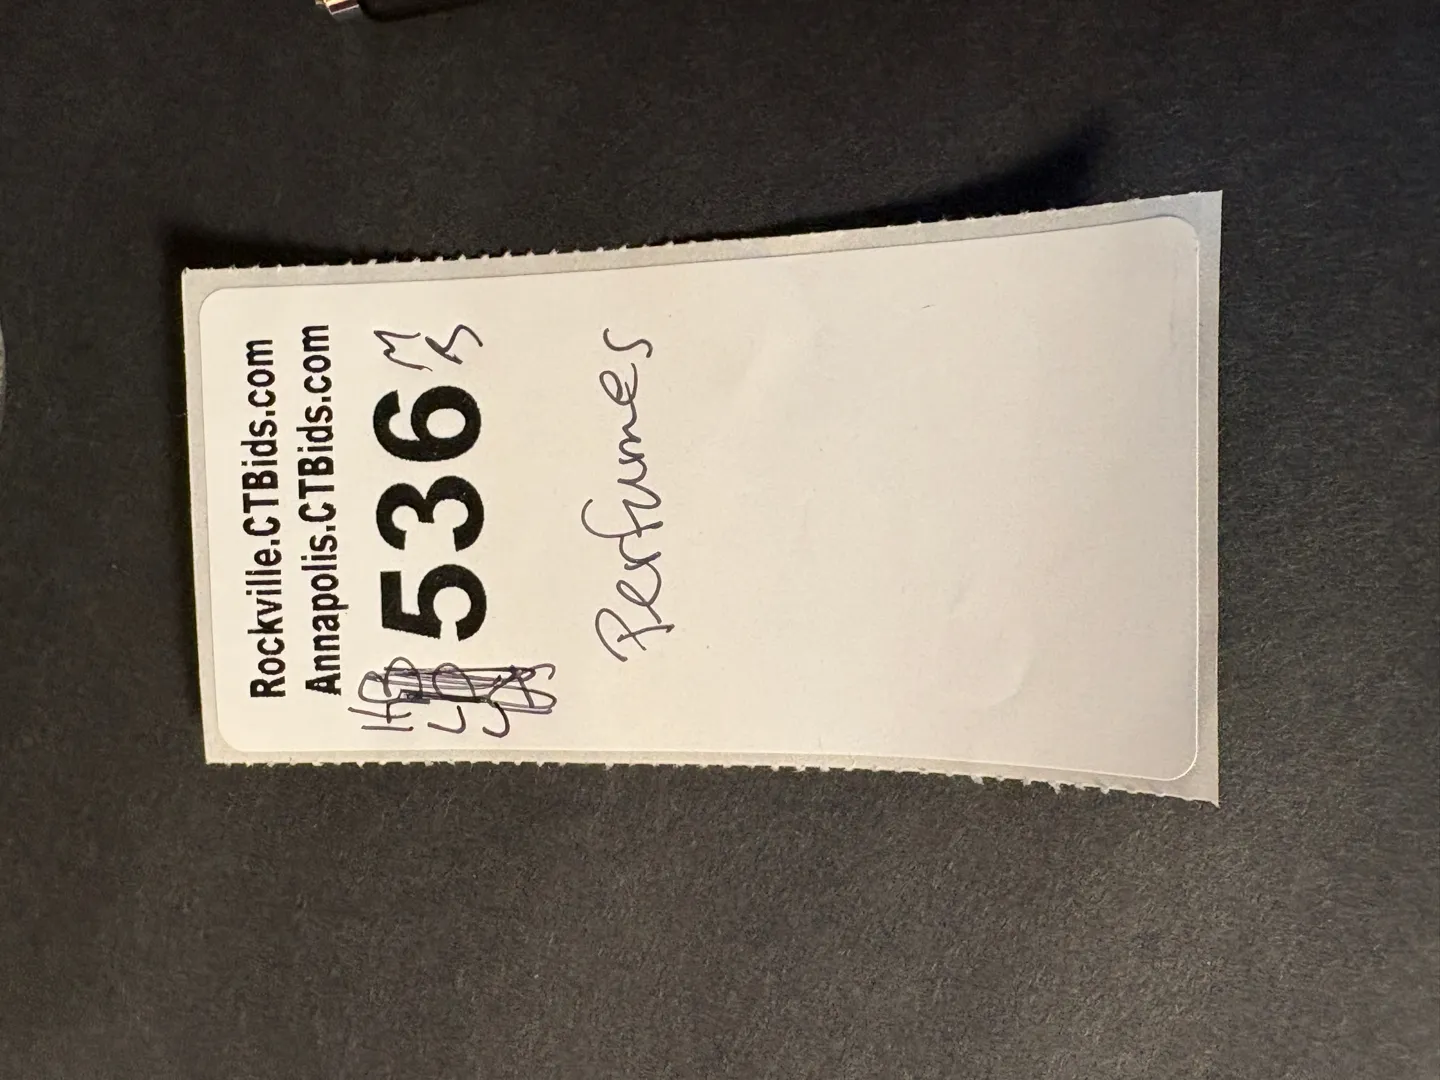 Rockville.CTBids.com
Annapolis.CTBids.com
536
M
B
Perfumes